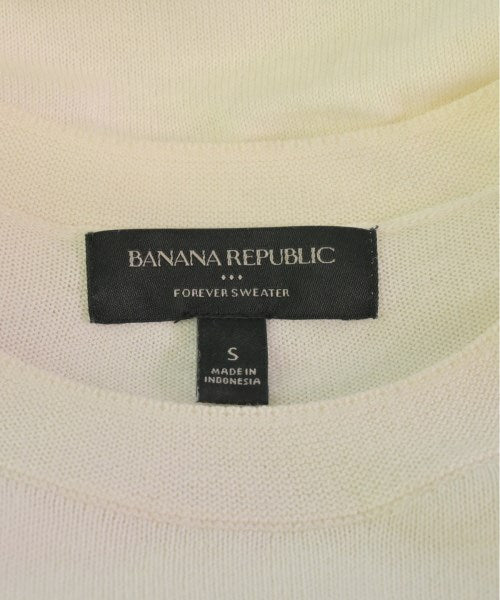 BANANA REPUBLIC
FOREVER SWEATER
S
MADE IN
INDONESIA